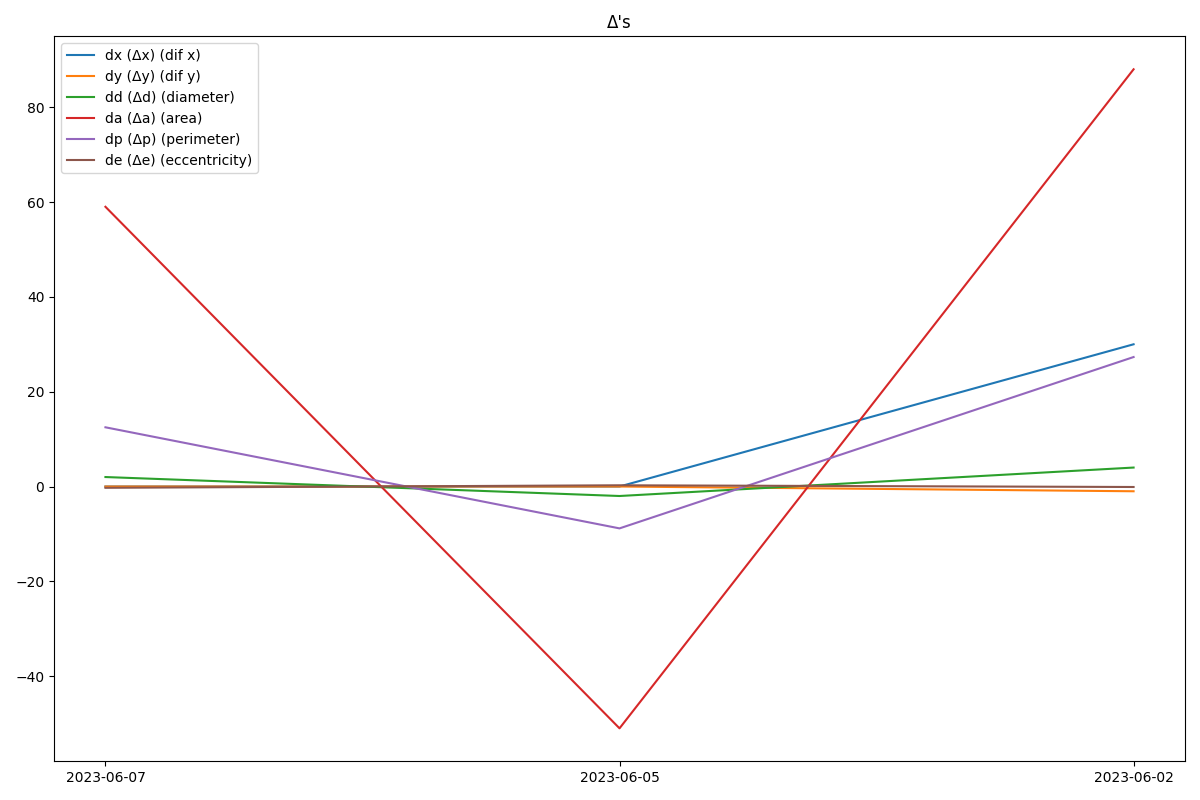 Δ's
dx (Δx) (dif x)
dy (Δy) (dif y)
dd (Δd) (diameter)
da (Δa) (area)
dp (Δp) (perimeter)
de (Δe) (eccentricity)
80
60
40
20
0
−20
−40
2023-06-07 2023-06-05 2023-06-02